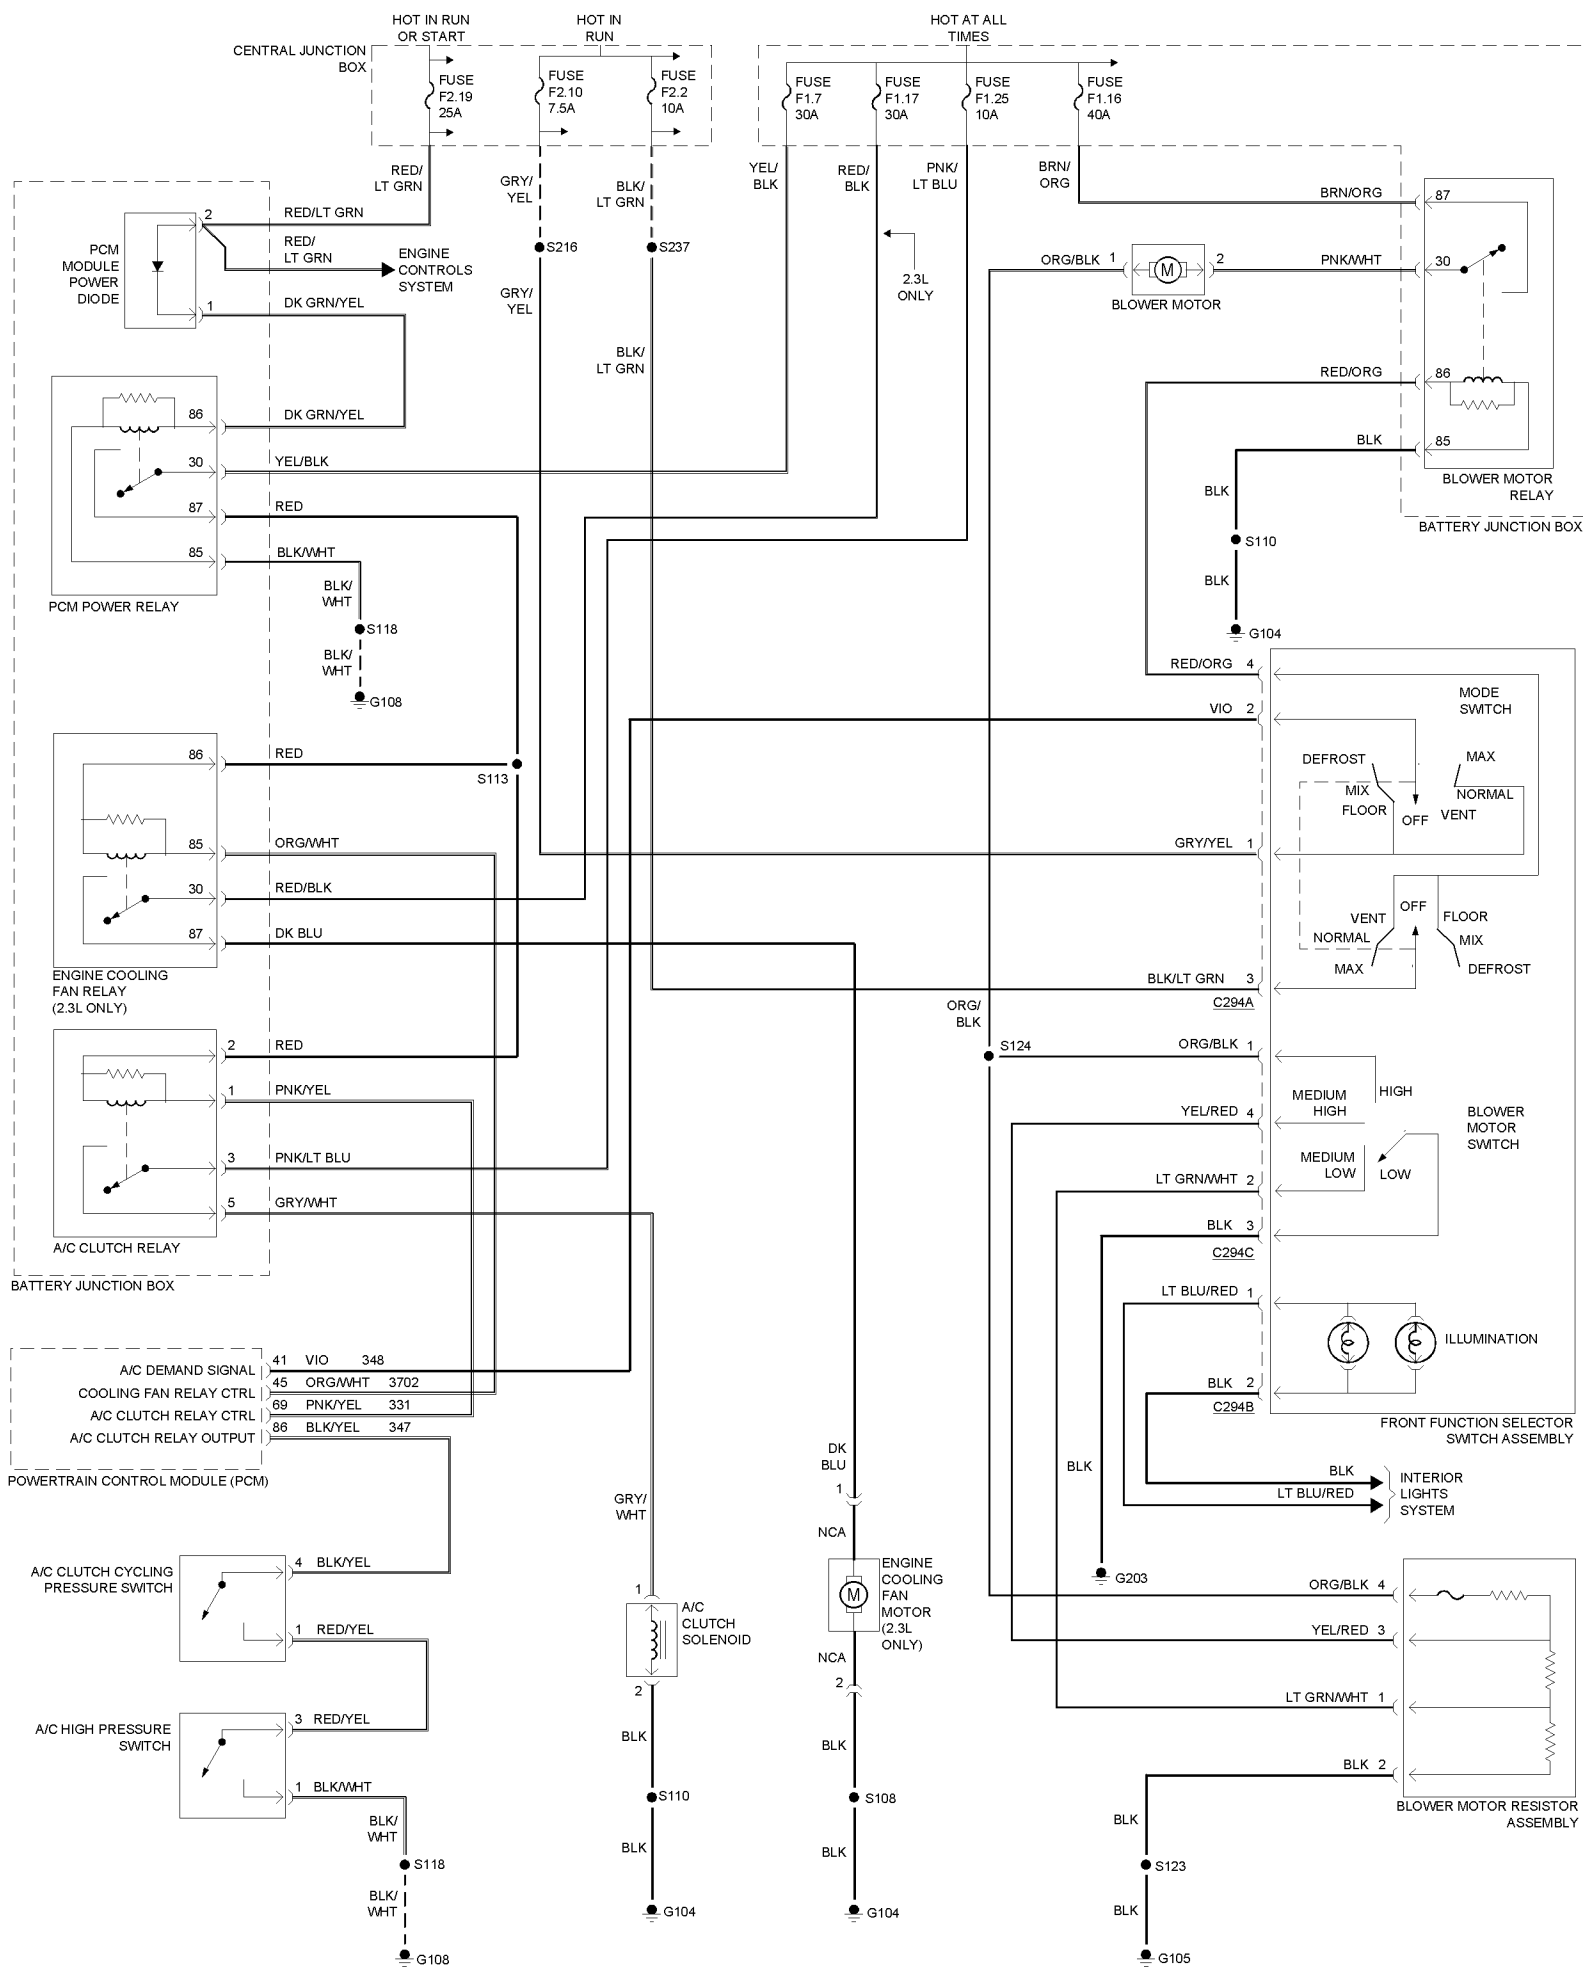 HOT IN RUN
OR START
HOT IN
RUN
HOT AT ALL
TIMES
CENTRAL JUNCTION
BOX
FUSE
F2.19
25A
FUSE
F2.10
7.5A
FUSE
F2.2
10A
FUSE
F1.7
30A
FUSE
F1.17
30A
FUSE
F1.25
10A
FUSE
F1.16
40A
RED/
LT GRN
GRY/
YEL
BLK/
LT GRN
YEL/
BLK
RED/
BLK
PNK/
LT BLU
BRN/
ORG
BRN/ORG
87
PCM
MODULE
POWER
DIODE
2
RED/LT GRN
RED/
LT GRN
ENGINE
CONTROLS
SYSTEM
1
DK GRN/YEL
S216
S237
GRY/
YEL
BLK/
LT GRN
2.3L
ONLY
ORG/BLK
1
M
2
BLOWER MOTOR
PNK/WHT
30
RED/ORG
86
BLK
85
BLOWER MOTOR
RELAY
BATTERY JUNCTION BOX
BLK
S110
BLK
G104
86
DK GRN/YEL
30
YEL/BLK
87
RED
85
BLK/WHT
PCM POWER RELAY
BLK/
WHT
S118
BLK/
WHT
G108
86
RED
S113
85
ORG/WHT
30
RED/BLK
87
DK BLU
ENGINE COOLING
FAN RELAY
(2.3L ONLY)
2
RED
1
PNK/YEL
3
PNK/LT BLU
5
GRY/WHT
A/C CLUTCH RELAY
BATTERY JUNCTION BOX
RED/ORG 4
MODE
SWITCH
VIO 2
DEFROST
MIX
FLOOR
OFF
VENT
NORMAL
MAX
GRY/YEL 1
VENT
OFF
FLOOR
NORMAL
MIX
MAX
DEFROST
BLK/LT GRN 3
C294A
ORG/
BLK
S124
ORG/BLK 1
HIGH
MEDIUM
HIGH
YEL/RED 4
BLOWER
MOTOR
SWITCH
MEDIUM
LOW
LOW
LT GRN/WHT 2
BLK 3
C294C
LT BLU/RED 1
ILLUMINATION
BLK 2
C294B
FRONT FUNCTION SELECTOR
SWITCH ASSEMBLY
A/C DEMAND SIGNAL 41 VIO 348
COOLING FAN RELAY CTRL 45 ORG/WHT 3702
A/C CLUTCH RELAY CTRL 69 PNK/YEL 331
A/C CLUTCH RELAY OUTPUT 86 BLK/YEL 347
POWERTRAIN CONTROL MODULE (PCM)
BLK
BLK
LT BLU/RED
INTERIOR
LIGHTS
SYSTEM
G203
DK
BLU
1
NCA
M
ENGINE
COOLING
FAN
MOTOR
(2.3L
ONLY)
NCA
2
BLK
S108
BLK
G104
GRY/
WHT
1
A/C
CLUTCH
SOLENOID
2
BLK
S110
BLK
G104
A/C CLUTCH CYCLING
PRESSURE SWITCH
4 BLK/YEL
1 RED/YEL
A/C HIGH PRESSURE
SWITCH
3 RED/YEL
1 BLK/WHT
BLK/
WHT
S118
BLK/
WHT
G108
ORG/BLK 4
YEL/RED 3
LT GRN/WHT 1
BLK 2
BLOWER MOTOR RESISTOR
ASSEMBLY
BLK
S123
BLK
G105